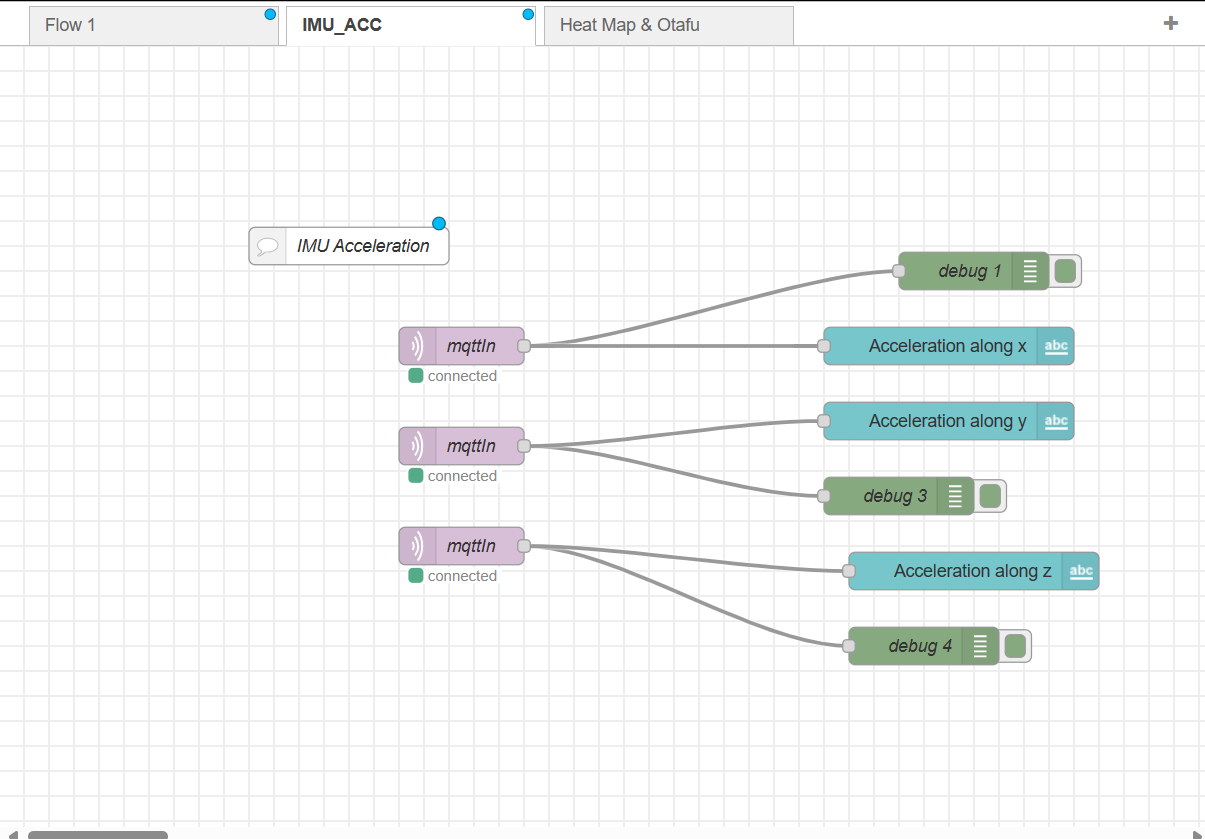 Flow 1
IMU_ACC
Heat Map & Otafu
IMU Acceleration
debug 1
mqttIn
Acceleration along x
abc
connected
Acceleration along y
abc
mqttIn
connected
debug 3
mqttIn
Acceleration along z
abc
connected
debug 4